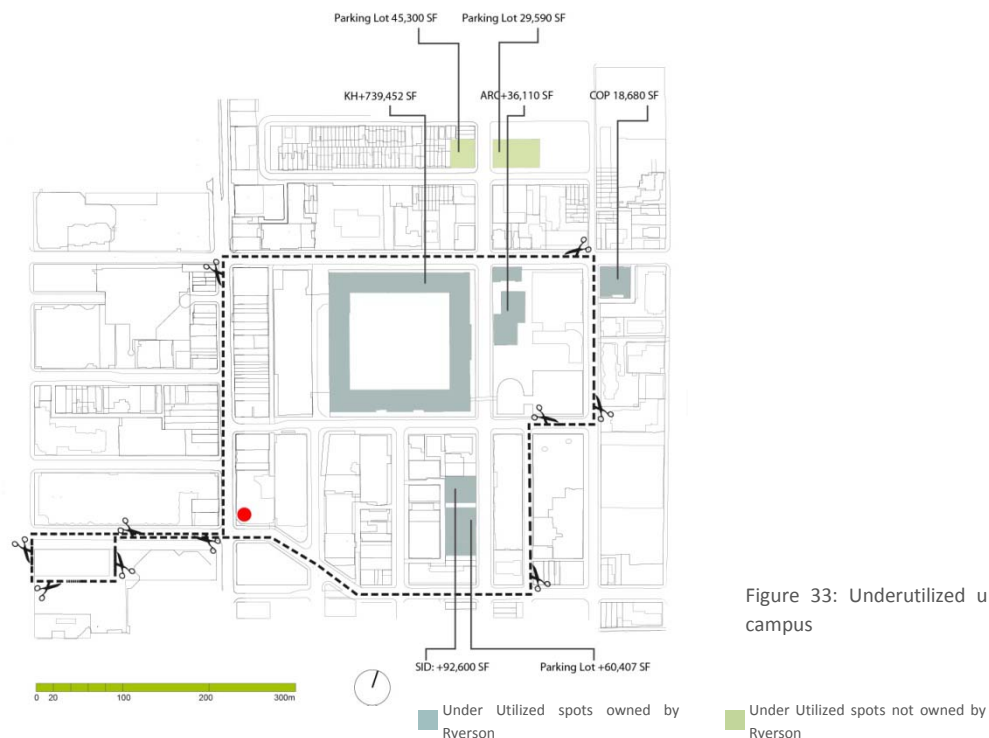 Parking Lot 45,300 SF
Parking Lot 29,590 SF
KH+739,452 SF
ARC+36,110 SF
COP 18,680 SF
SID: +92,600 SF
Parking Lot +60,407 SF
0 20 100 200 300m
Figure 33: Underutilized u
campus
Under Utilized spots owned by
Ryerson
Under Utilized spots not owned by
Ryerson